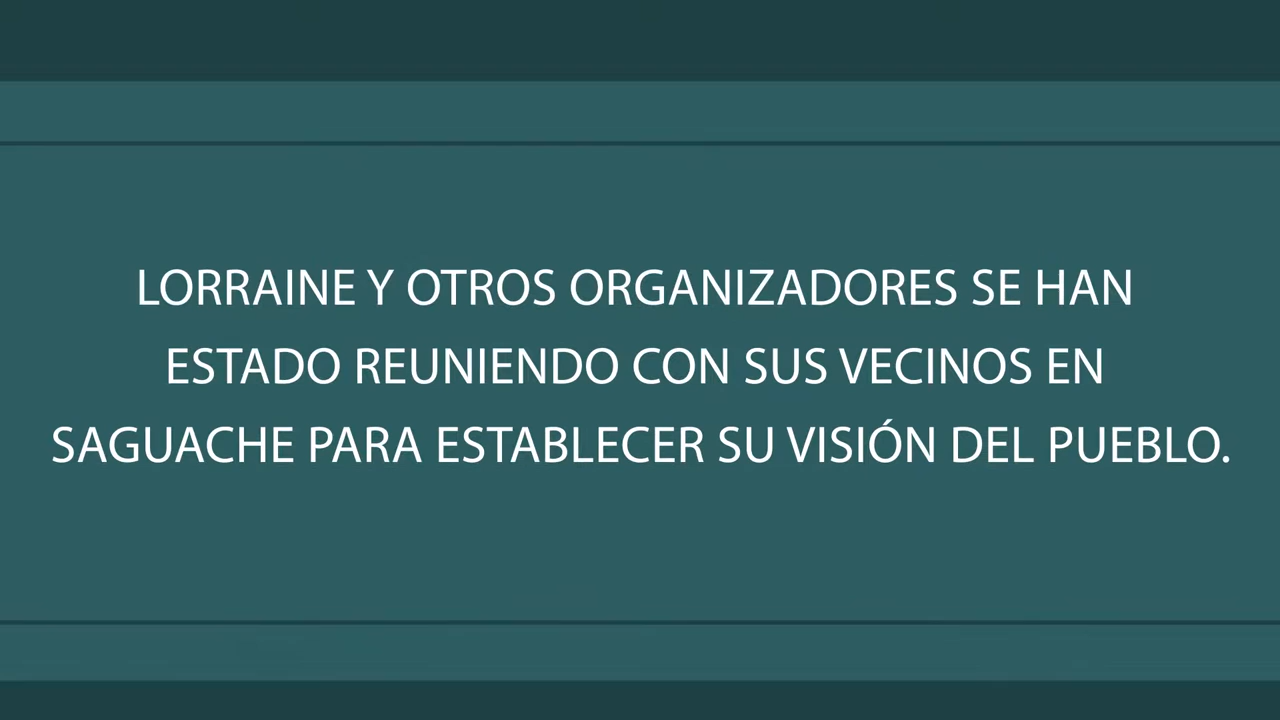 LORRAINE Y OTROS ORGANIZADORES SE HAN
ESTADO REUNIENDO CON SUS VECINOS EN
SAGUACHE PARA ESTABLECER SU VISIÓN DEL PUEBLO.